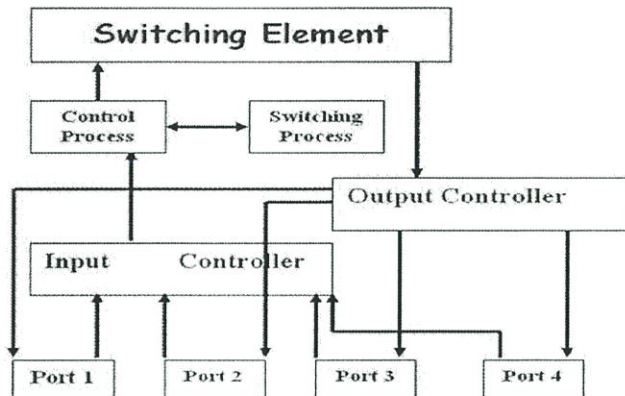 Switching Element
Control
Process
Switching
Process
Output Controller
Input Controller
Port 1
Port 2
Port 3
Port 4